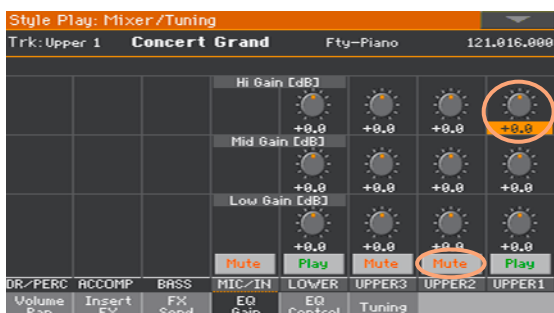 Style Play: Mixer/Tuning
Trk:Upper 1 Concert Grand Fty-Piano 121.016.000
Hi Gain [dB]
+0.0 +0.0 +0.0 +0.0
Mid Gain [dB]
+0.0 +0.0 +0.0 +0.0
Low Gain [dB]
+0.0 +0.0 +0.0 +0.0
Mute Play Mute Mute Play
DR/PERC ACCOMP BASS MIC/IN LOWER UPPER3 UPPER2 UPPER1
Volume Insert FX EQ EQ Tuning
Pan FX Send Gain Control